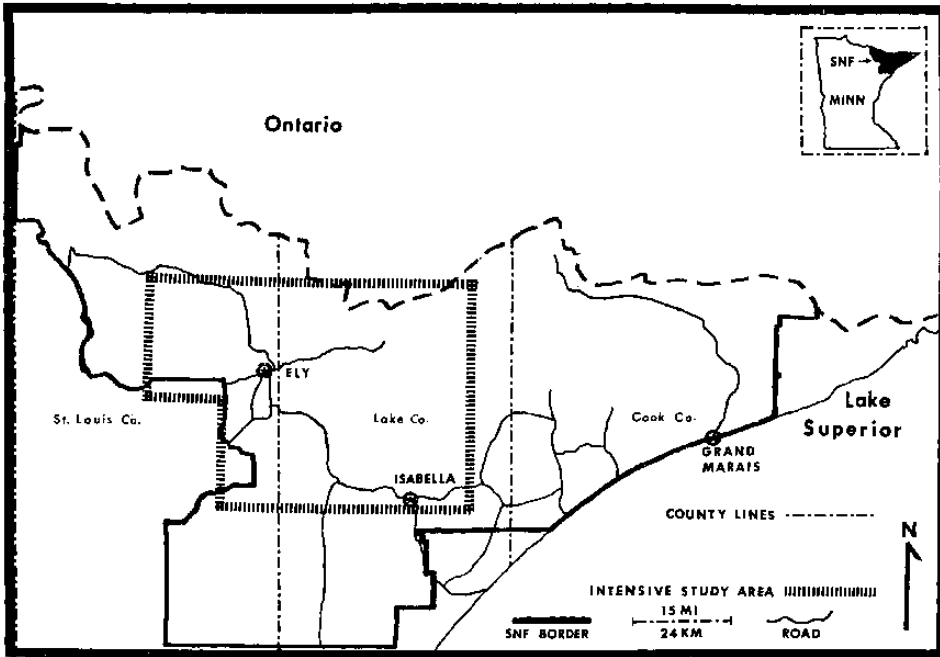 SNF
MINN
Ontario
ELY
St. Louis Co.
Lake Co.
Cook Co.
Lake
Superior
GRAND
MARAIS
ISABELLA
COUNTY LINES
N
INTENSIVE STUDY AREA
15 MI
24 KM
SNF BORDER
ROAD